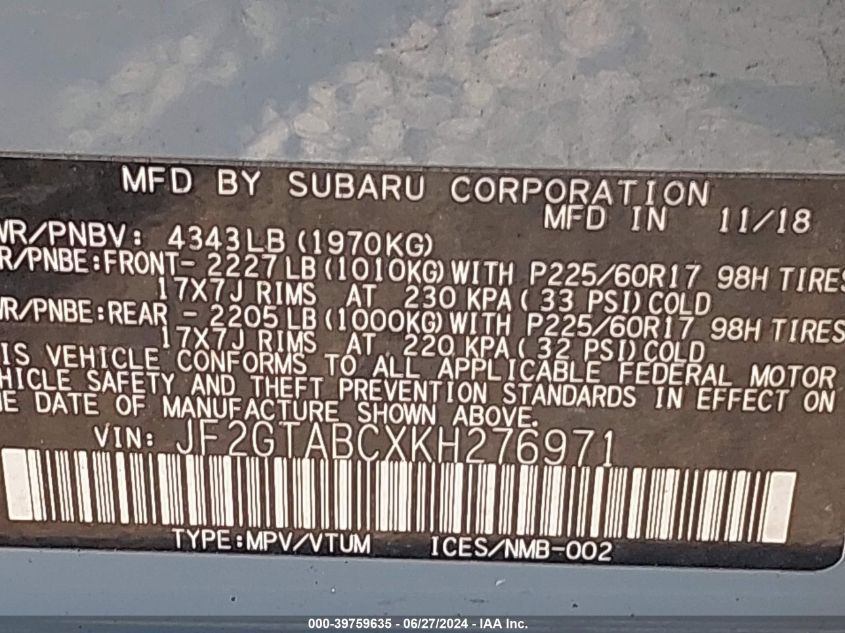 MFD BY SUBARU CORPORATION
MFD IN 11/18
WR/PNBV: 4343LB (1970KG)
R/PNBE:FRONT- 2227LB(1010KG)WITH P225/60R17 98H TIRES
17X7J RIMS AT 230 KPA( 33 PSI)COLD
WR/PNBE:REAR - 2205LB(1000KG)WITH P225/60R17 98H TIRES
17X7J RIMS AT 220 KPA( 32 PSI)COLD
IS VEHICLE CONFORMS TO ALL APPLICABLE FEDERAL MOTOR
HICLE SAFETY AND THEFT PREVENTION STANDARDS IN EFFECT ON
E DATE OF MANUFACTURE SHOWN ABOVE.
VIN: JF2GTABCXKH276971
TYPE:MPV/VTUM ICES/NMB-002
000-39759635 - 06/27/2024 - IAA Inc.